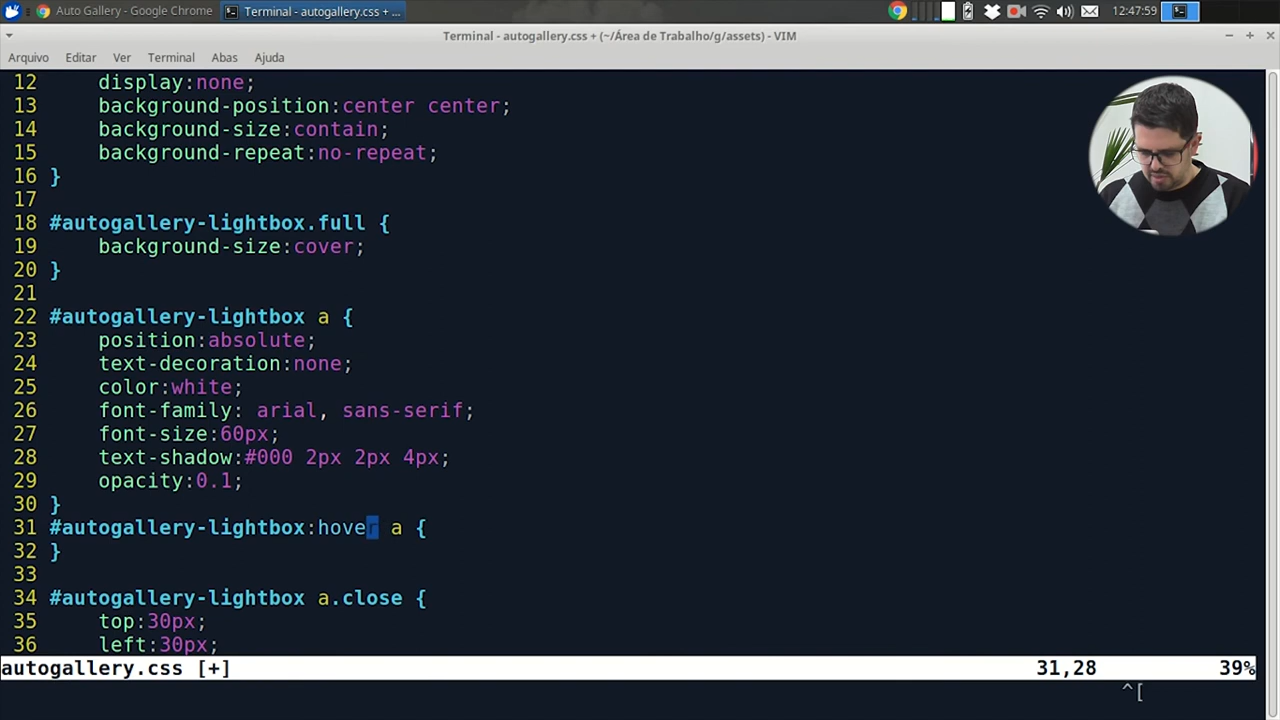 Auto Gallery - Google Chrome
Terminal - autogallery.css + ...
12:47:59
Terminal - autogallery.css + (~/Área de Trabalho/g/assets) - VIM
Arquivo Editar Ver Terminal Abas Ajuda
12 display:none;
13 background-position:center center;
14 background-size:contain;
15 background-repeat:no-repeat;
16 }
17
18 #autogallery-lightbox.full {
19 background-size:cover;
20 }
21
22 #autogallery-lightbox a {
23 position:absolute;
24 text-decoration:none;
25 color:white;
26 font-family: arial, sans-serif;
27 font-size:60px;
28 text-shadow:#000 2px 2px 4px;
29 opacity:0.1;
30 }
31 #autogallery-lightbox:hover a {
32 }
33
34 #autogallery-lightbox a.close {
35 top:30px;
36 left:30px;
autogallery.css [+] 31,28 39%
^[